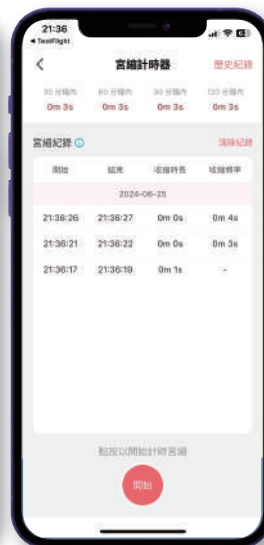 21:36
◀ TestFlight
宮縮計時器 歷史紀錄
30 分鐘內 60 分鐘內 90 分鐘內 120 分鐘內
0m 3s 0m 3s 0m 3s 0m 3s
宮縮紀錄 清除紀錄
開始 結束 收縮時長 收縮頻率
2024-06-25
21:36:26 21:36:27 0m 0s 0m 4s
21:36:21 21:36:22 0m 0s 0m 3s
21:36:17 21:36:19 0m 1s -
點按以開始計時宮縮
開始